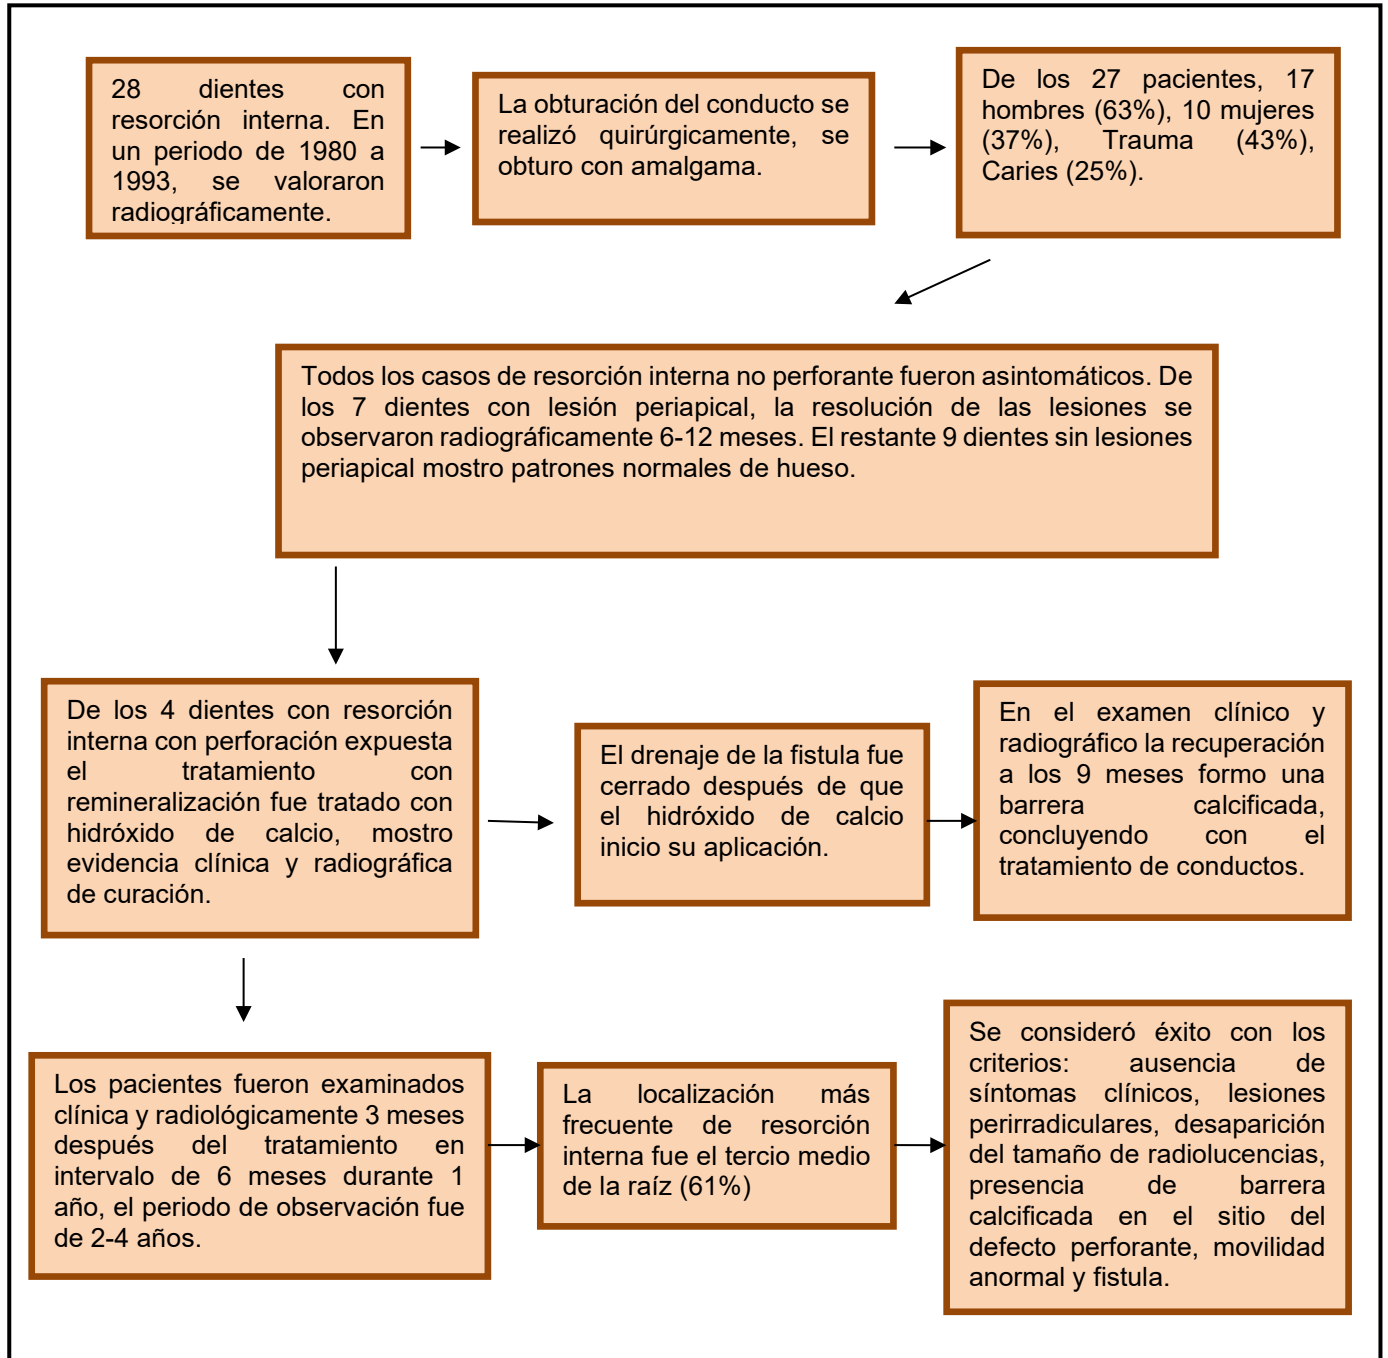 28 dientes con
resorción interna. En
un periodo de 1980 a
1993, se valoraron
radiográficamente.
La obturación del conducto se
realizó quirúrgicamente, se
obturo con amalgama.
De los 27 pacientes, 17
hombres (63%), 10 mujeres
(37%), Trauma (43%),
Caries (25%).
Todos los casos de resorción interna no perforante fueron asintomáticos. De
los 7 dientes con lesión periapical, la resolución de las lesiones se
observaron radiográficamente 6-12 meses. El restante 9 dientes sin lesiones
periapical mostro patrones normales de hueso.
De los 4 dientes con resorción
interna con perforación expuesta
el tratamiento con
remineralización fue tratado con
hidróxido de calcio, mostro
evidencia clínica y radiográfica
de curación.
El drenaje de la fistula fue
cerrado después de que
el hidróxido de calcio
inicio su aplicación.
En el examen clínico y
radiográfico la recuperación
a los 9 meses formo una
barrera calcificada,
concluyendo con el
tratamiento de conductos.
Los pacientes fueron examinados
clínica y radiológicamente 3 meses
después del tratamiento en
intervalo de 6 meses durante 1
año, el periodo de observación fue
de 2-4 años.
La localización más
frecuente de resorción
interna fue el tercio medio
de la raíz (61%)
Se consideró éxito con los
criterios: ausencia de
síntomas clínicos, lesiones
perirradiculares, desaparición
del tamaño de radiolucencias,
presencia de barrera
calcificada en el sitio del
defecto perforante, movilidad
anormal y fistula.